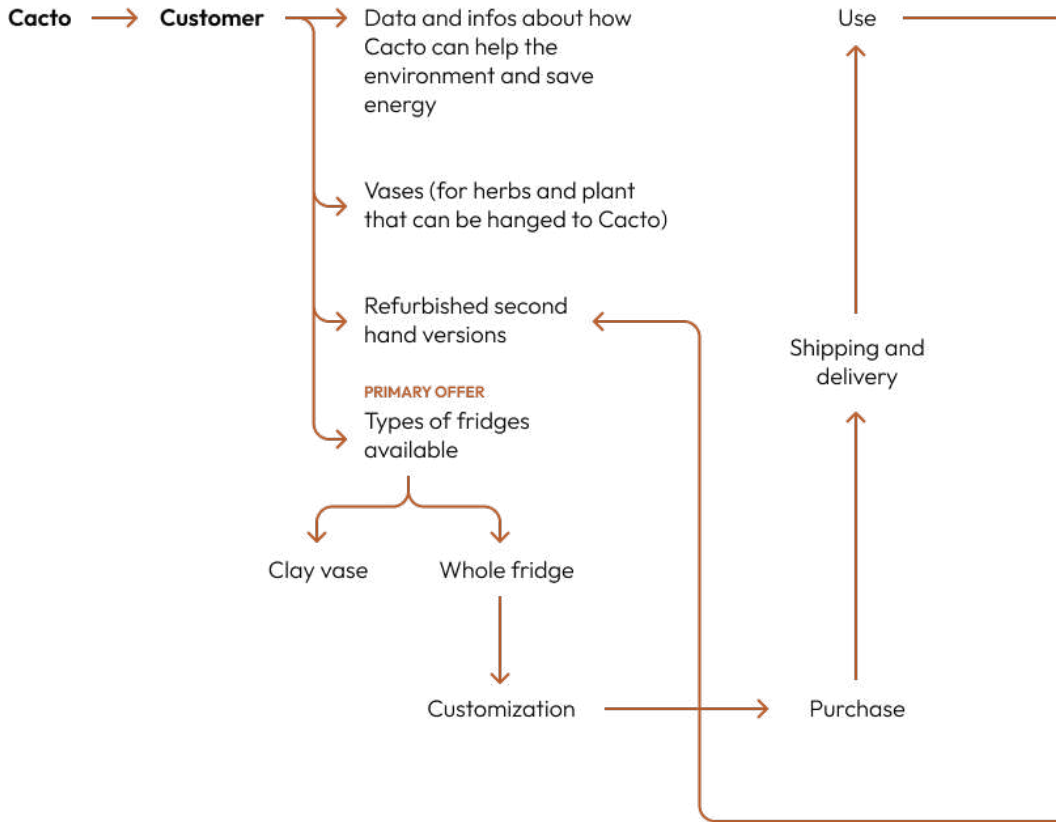 Cacto
Customer
Data and infos about how
Cacto can help the
environment and save
energy
Vases (for herbs and plant
that can be hanged to Cacto)
Refurbished second
hand versions
PRIMARY OFFER
Types of fridges
available
Clay vase
Whole fridge
Customization
Purchase
Shipping and
delivery
Use